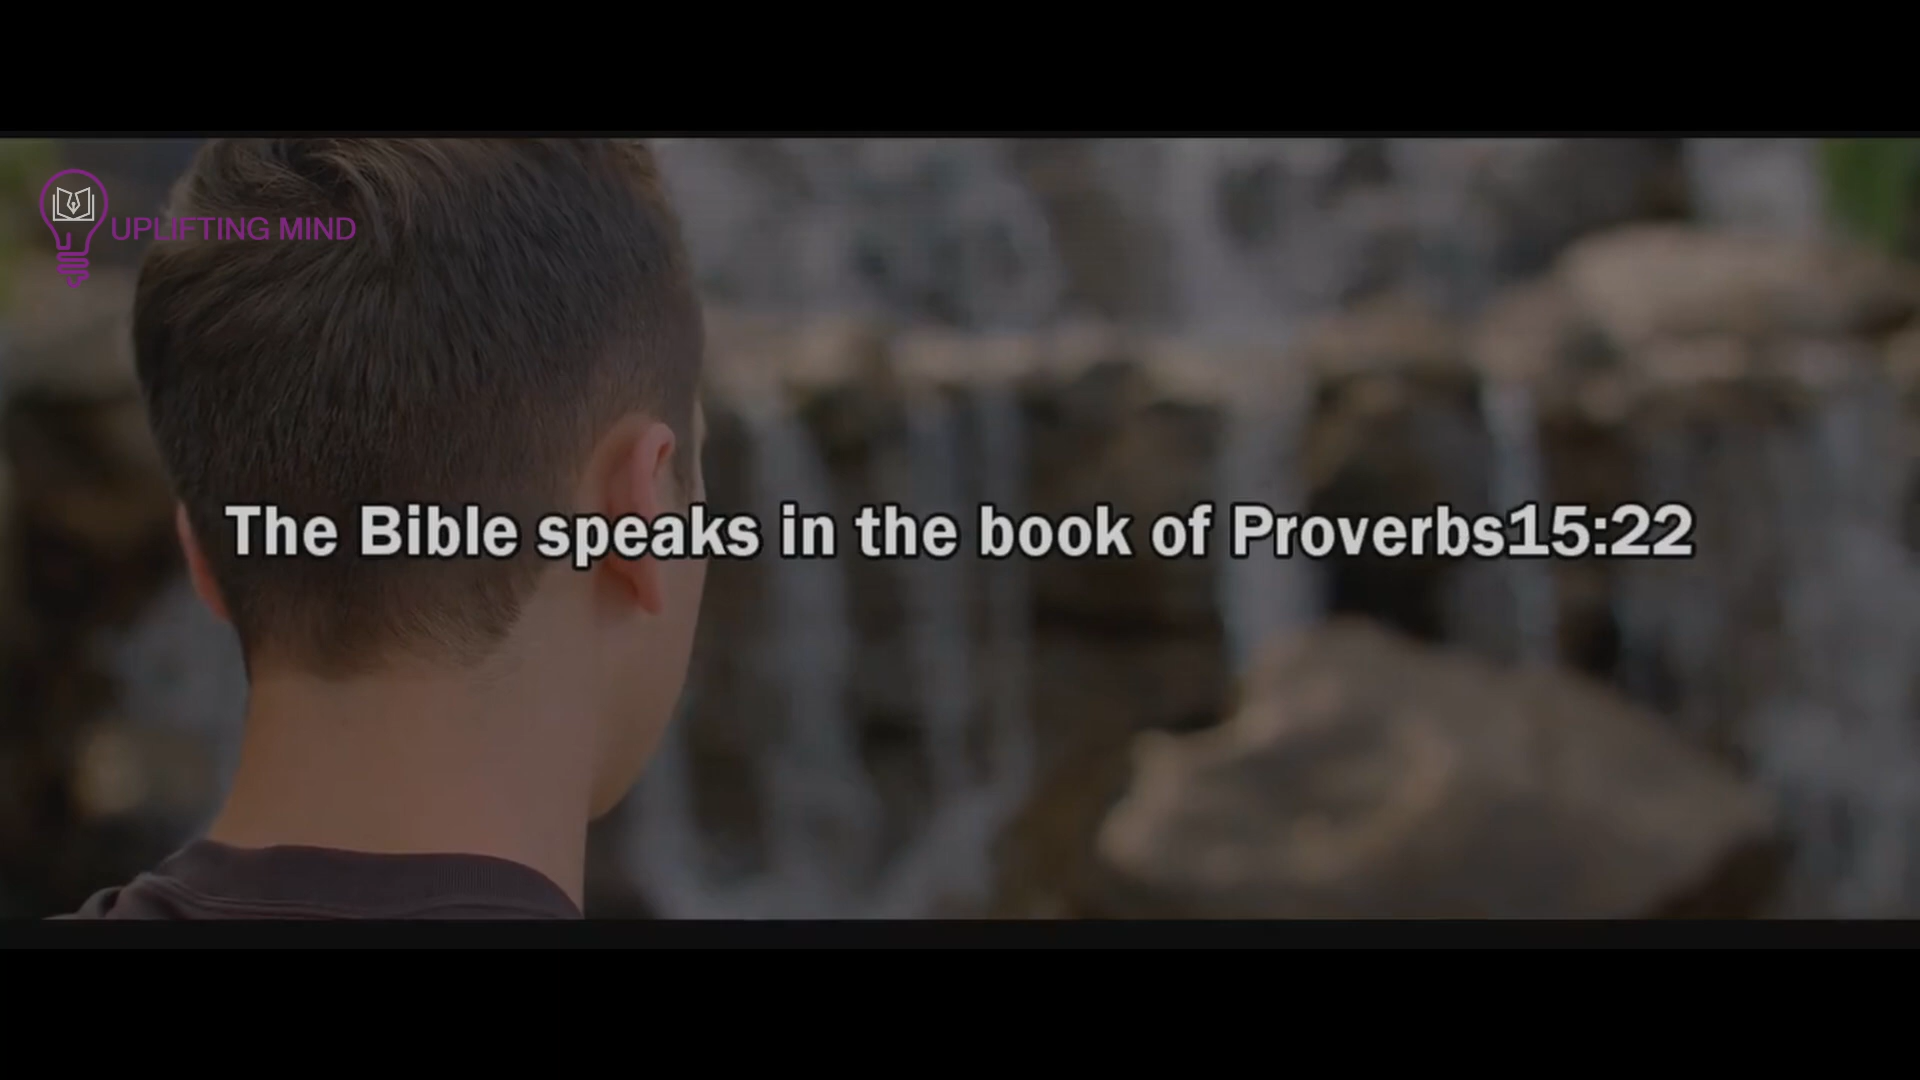 UPLIFTING MIND
The Bible speaks in the book of Proverbs15:22